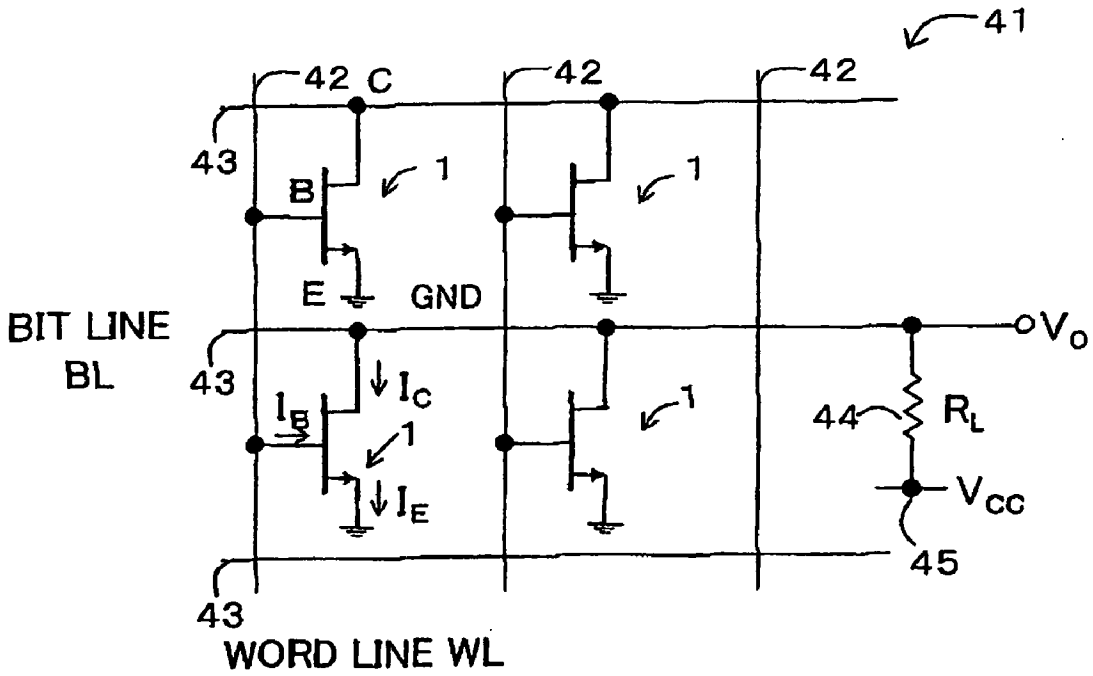 41
42 C 42 42
43
B 1 1
E GND
BIT LINE
BL
43 V_O
I_B I_C 1 44 R_L
1
I_E V_CC
45
43
WORD LINE WL